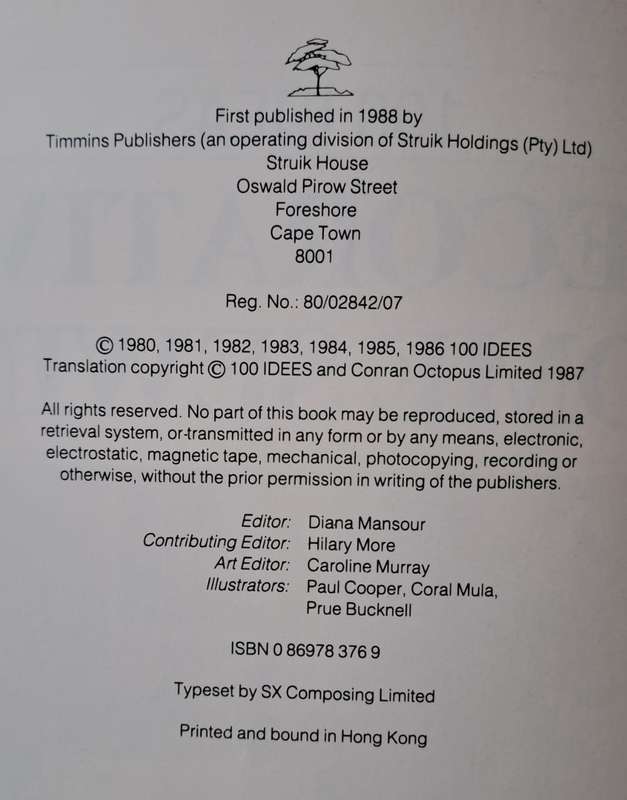 First published in 1988 by
Timmins Publishers (an operating division of Struik Holdings (Pty) Ltd)
Struik House
Oswald Pirow Street
Foreshore
Cape Town
8001
Reg. No.: 80/02842/07
© 1980, 1981, 1982, 1983, 1984, 1985, 1986 100 IDEES
Translation copyright © 100 IDEES and Conran Octopus Limited 1987
All rights reserved. No part of this book may be reproduced, stored in a
retrieval system, or-transmitted in any form or by any means, electronic,
electrostatic, magnetic tape, mechanical, photocopying, recording or
otherwise, without the prior permission in writing of the publishers.
Editor: Diana Mansour
Contributing Editor: Hilary More
Art Editor: Caroline Murray
Illustrators: Paul Cooper, Coral Mula,
Prue Bucknell
ISBN 0 86978 376 9
Typeset by SX Composing Limited
Printed and bound in Hong Kong